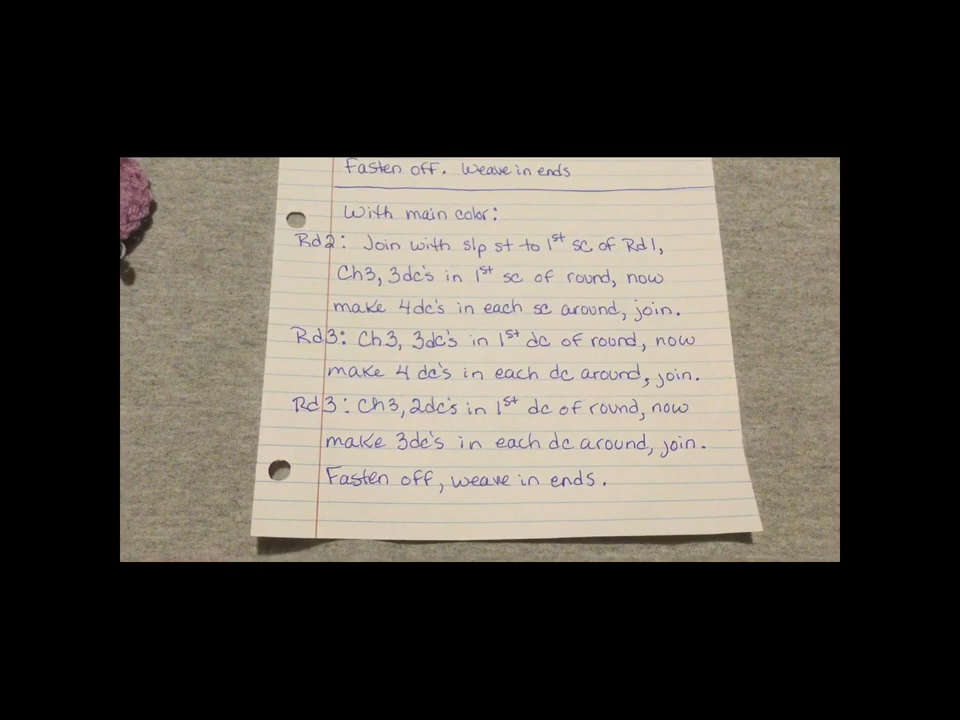 Fasten off. Weave in ends
With main color:
Rd2: Join with slp st to 1st sc of Rd1,
Ch3, 3dc's in 1st sc of round, now
make 4dc's in each sc around, join.
Rd3: Ch3, 3dc's in 1st dc of round, now
make 4 dc's in each dc around, join.
Rd3: Ch3, 2dc's in 1st dc of round, now
make 3dc's in each dc around, join.
Fasten off, weave in ends.